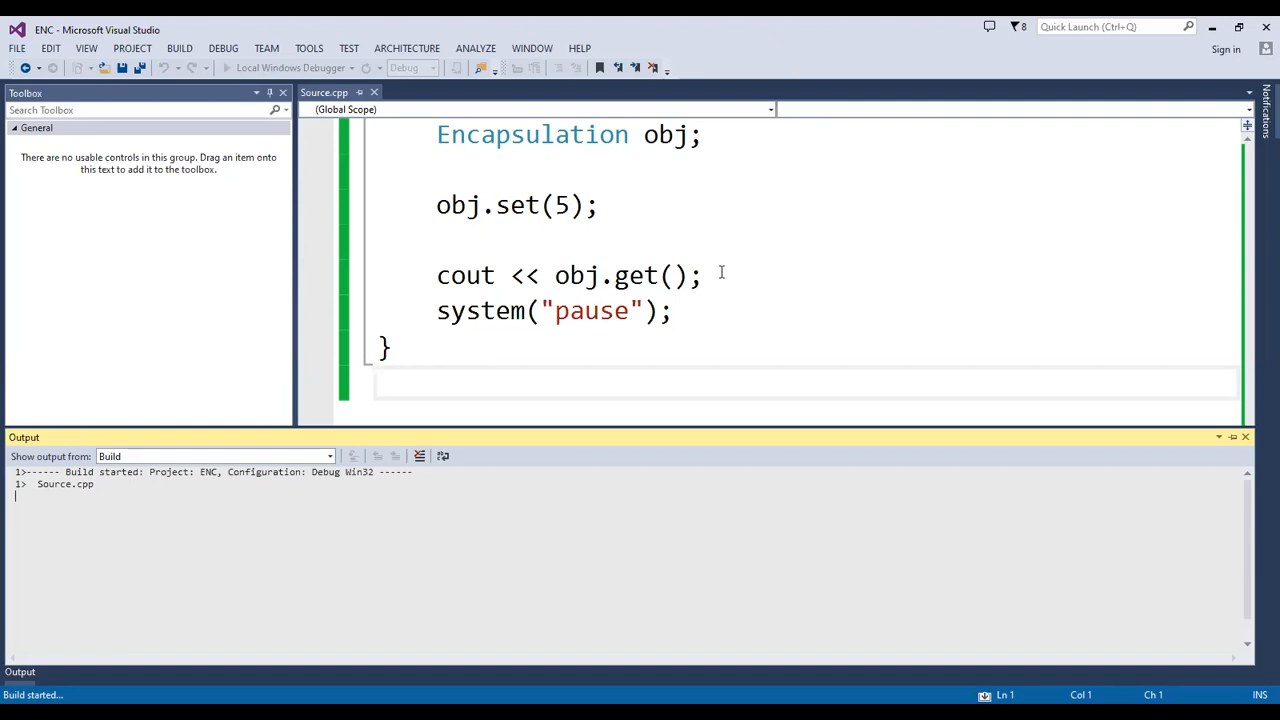 ENC - Microsoft Visual Studio
8
Quick Launch (Ctrl+Q)
FILE EDIT VIEW PROJECT BUILD DEBUG TEAM TOOLS TEST ARCHITECTURE ANALYZE WINDOW HELP
Sign in
Local Windows Debugger
Debug
Toolbox
Source.cpp
Search Toolbox
(Global Scope)
General
There are no usable controls in this group. Drag an item onto
this text to add it to the toolbox.
Notifications
Encapsulation obj;
obj.set(5);
cout << obj.get();
system("pause");
}
Output
Show output from: Build
1>------ Build started: Project: ENC, Configuration: Debug Win32 ------
1>  Source.cpp
Output
Build started...
Ln 1 Col 1 Ch 1 INS